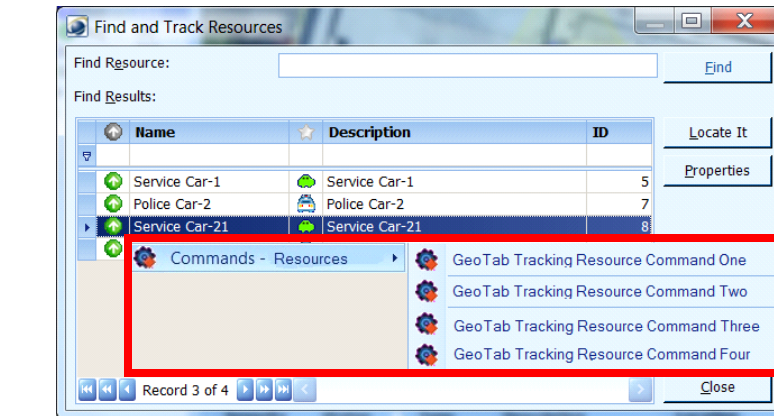 Find and Track Resources
Find Resource:
Find
Find Results:
Name Description ID
Locate It
Properties
Service Car-1 Service Car-1 5
Police Car-2 Police Car-2 7
Service Car-21 Service Car-21 8
Commands - Resources
GeoTab Tracking Resource Command One
GeoTab Tracking Resource Command Two
GeoTab Tracking Resource Command Three
GeoTab Tracking Resource Command Four
Record 3 of 4
Close